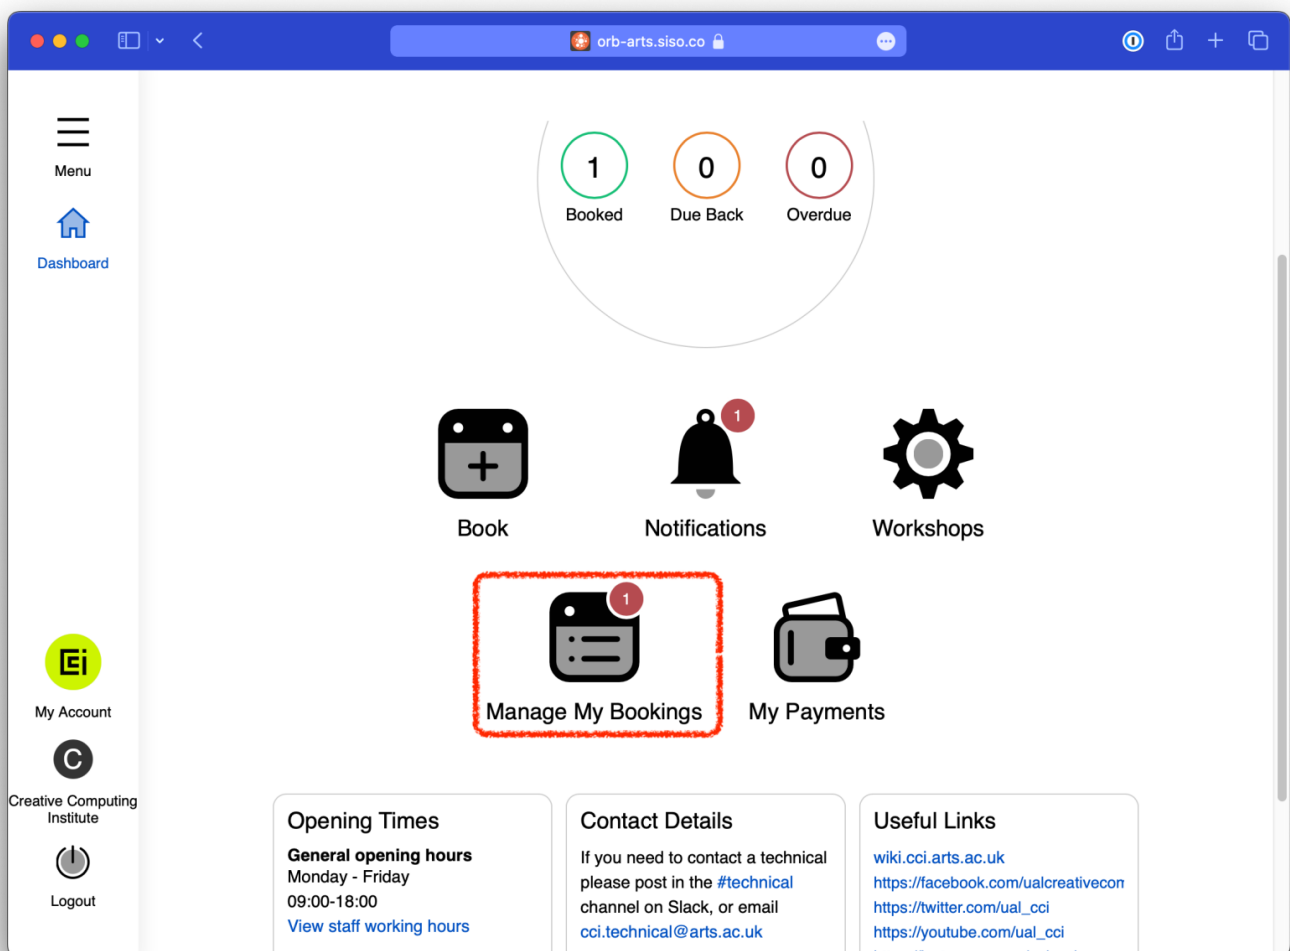 orb-arts.siso.co
Menu
Dashboard
1
0
0
Booked
Due Back
Overdue
1
Book
Notifications
Workshops
1
Manage My Bookings
My Payments
My Account
C
Creative Computing
Institute
Logout
Opening Times
General opening hours
Monday - Friday
09:00-18:00
View staff working hours
Contact Details
If you need to contact a technical
please post in the #technical
channel on Slack, or email
cci.technical@arts.ac.uk
Useful Links
wiki.cci.arts.ac.uk
https://facebook.com/ualcreativecom
https://twitter.com/ual_cci
https://youtube.com/ual_cci